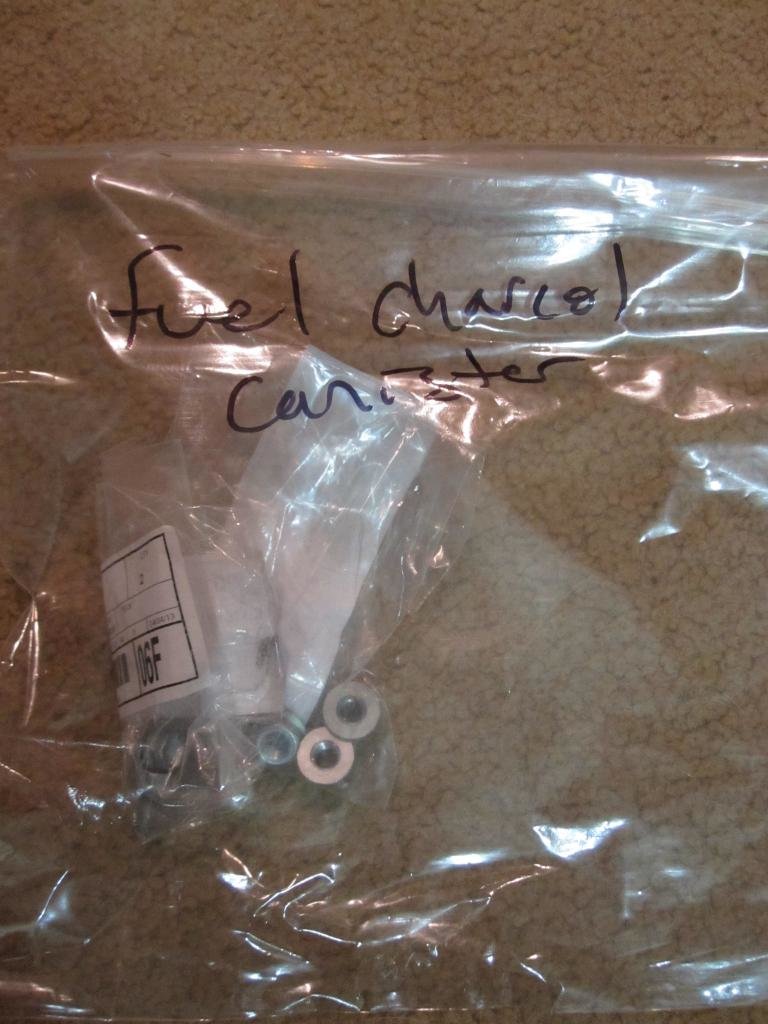 fuel charcol
canister
2
06F